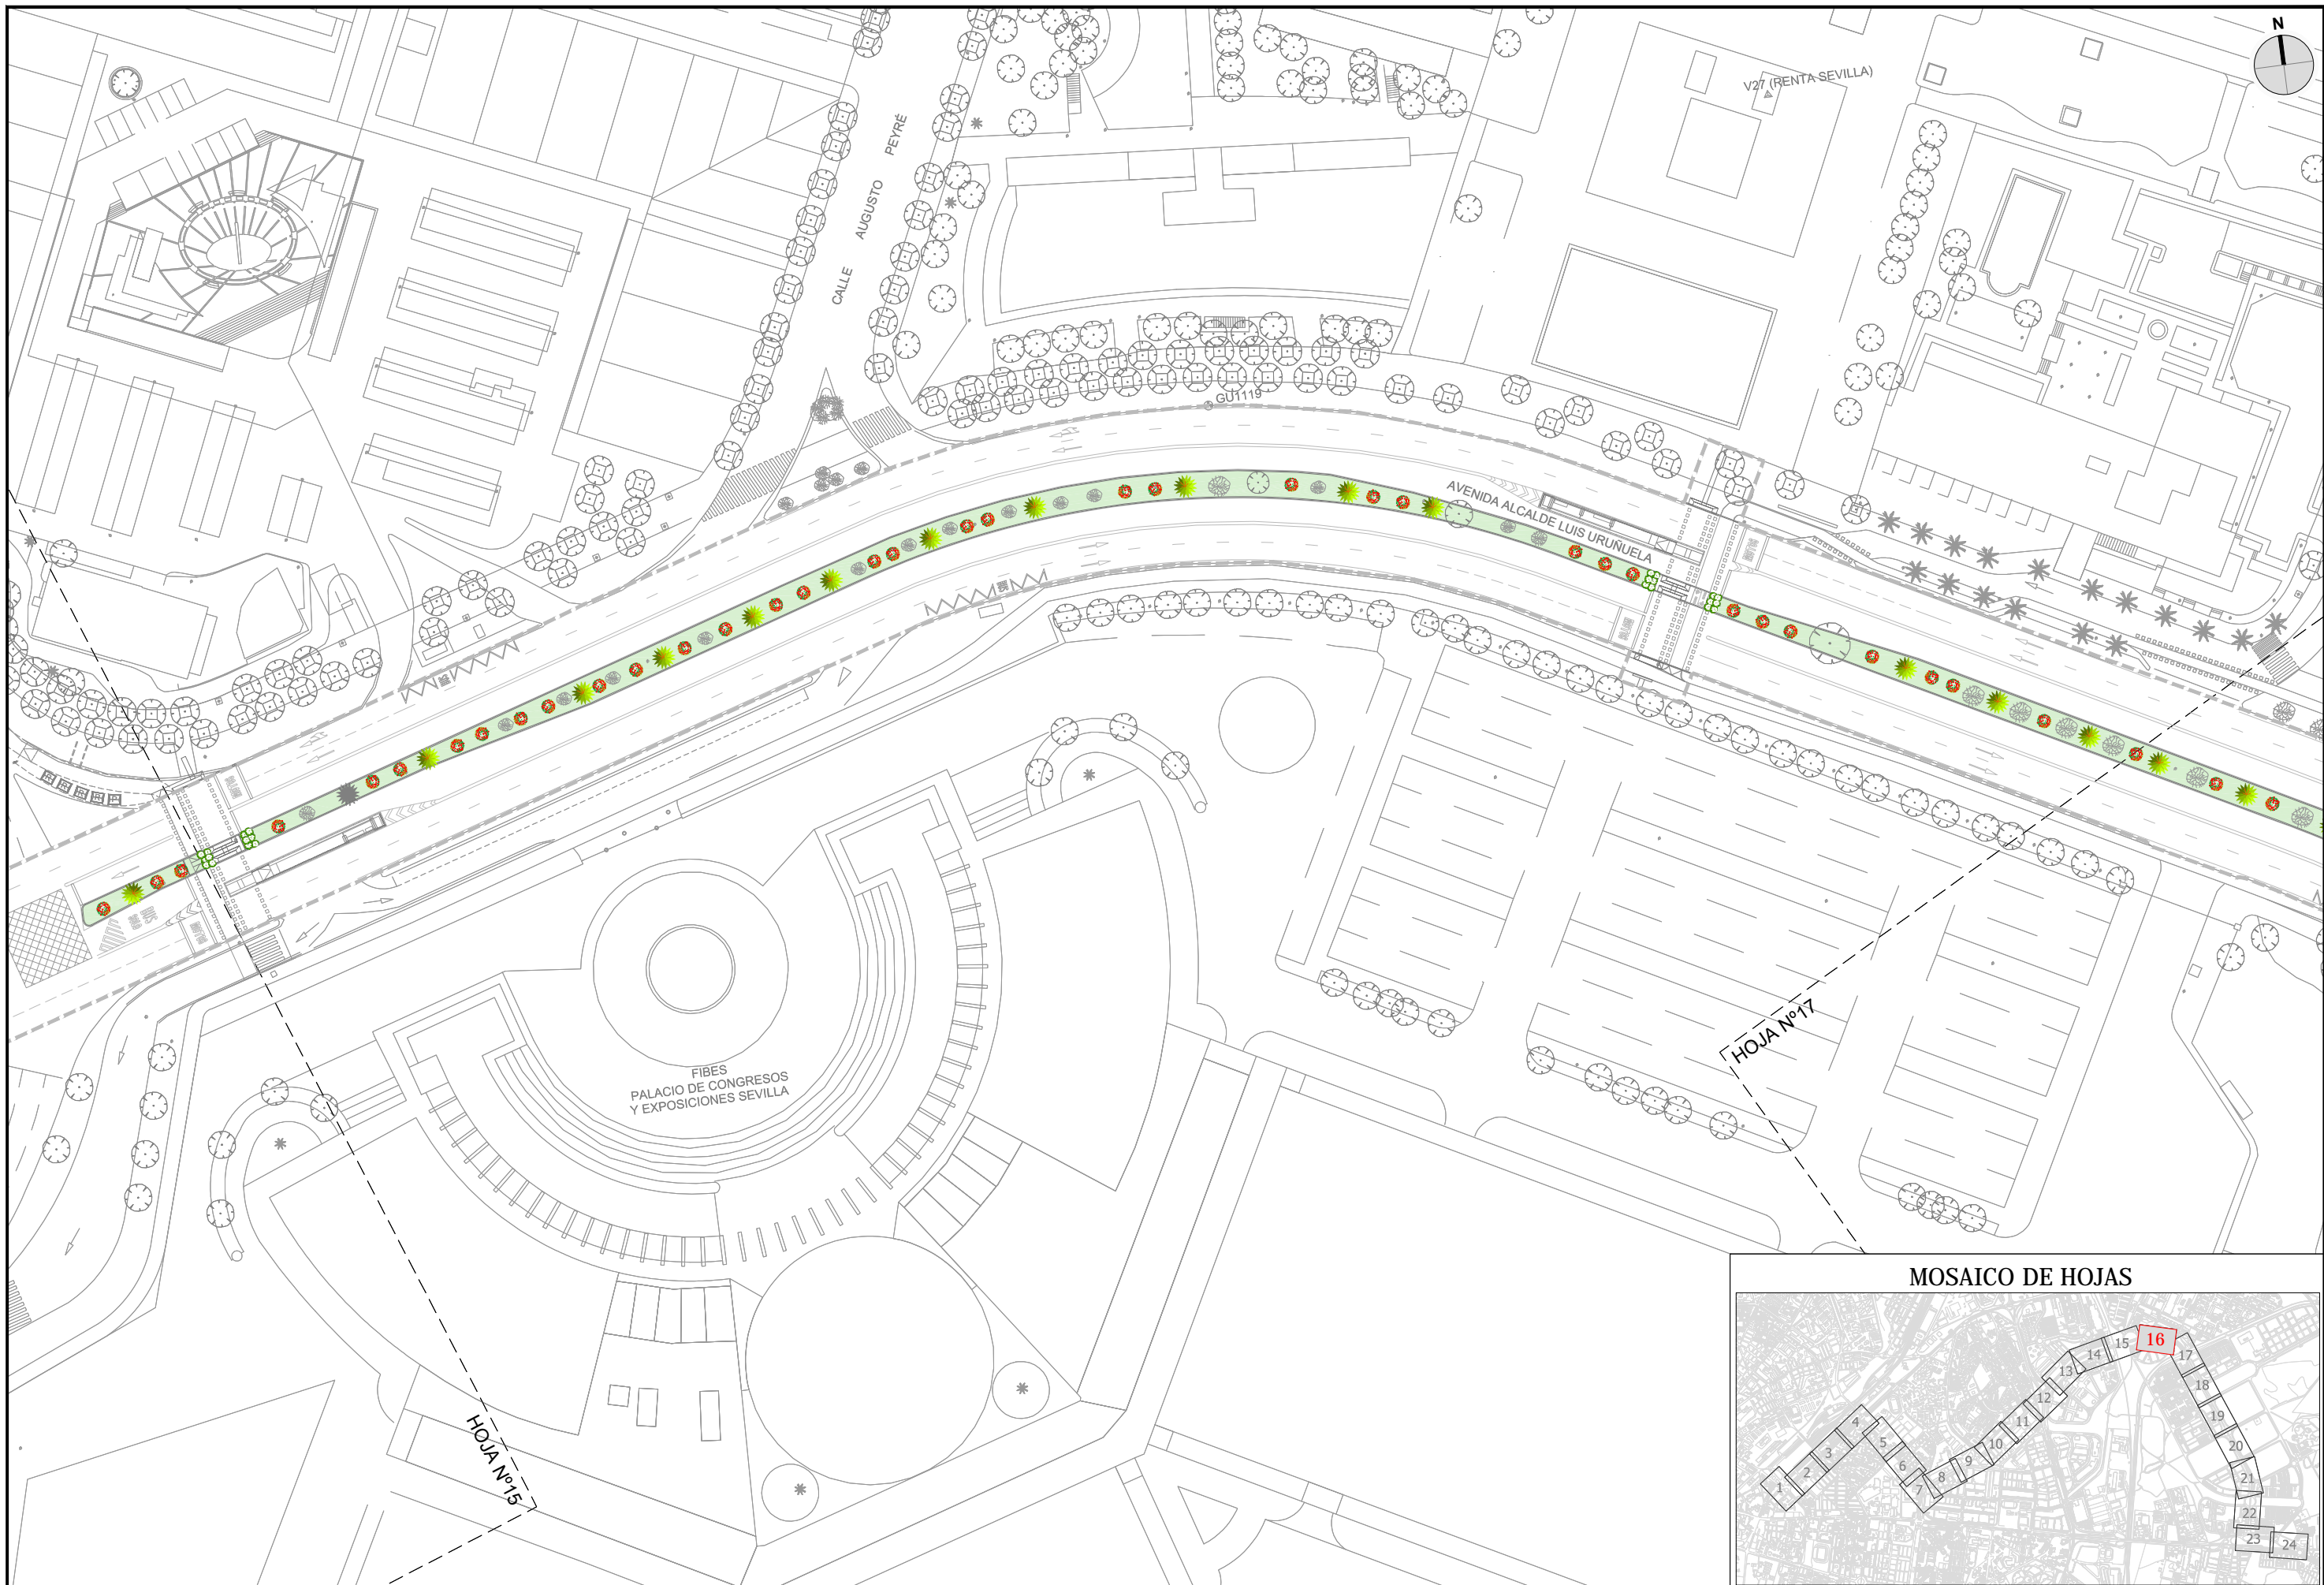 N
V27 (RENTA SEVILLA)
CALLE AUGUSTO PEYRÉ
GU1119
AVENIDA ALCALDE LUIS URUÑUELA
HOJA Nº17
FIBES
PALACIO DE CONGRESOS
Y EXPOSICIONES SEVILLA
HOJA Nº15
MOSAICO DE HOJAS
1
2
3
4
5
6
7
8
9
10
11
12
13
14
15
16
17
18
19
20
21
22
23
24